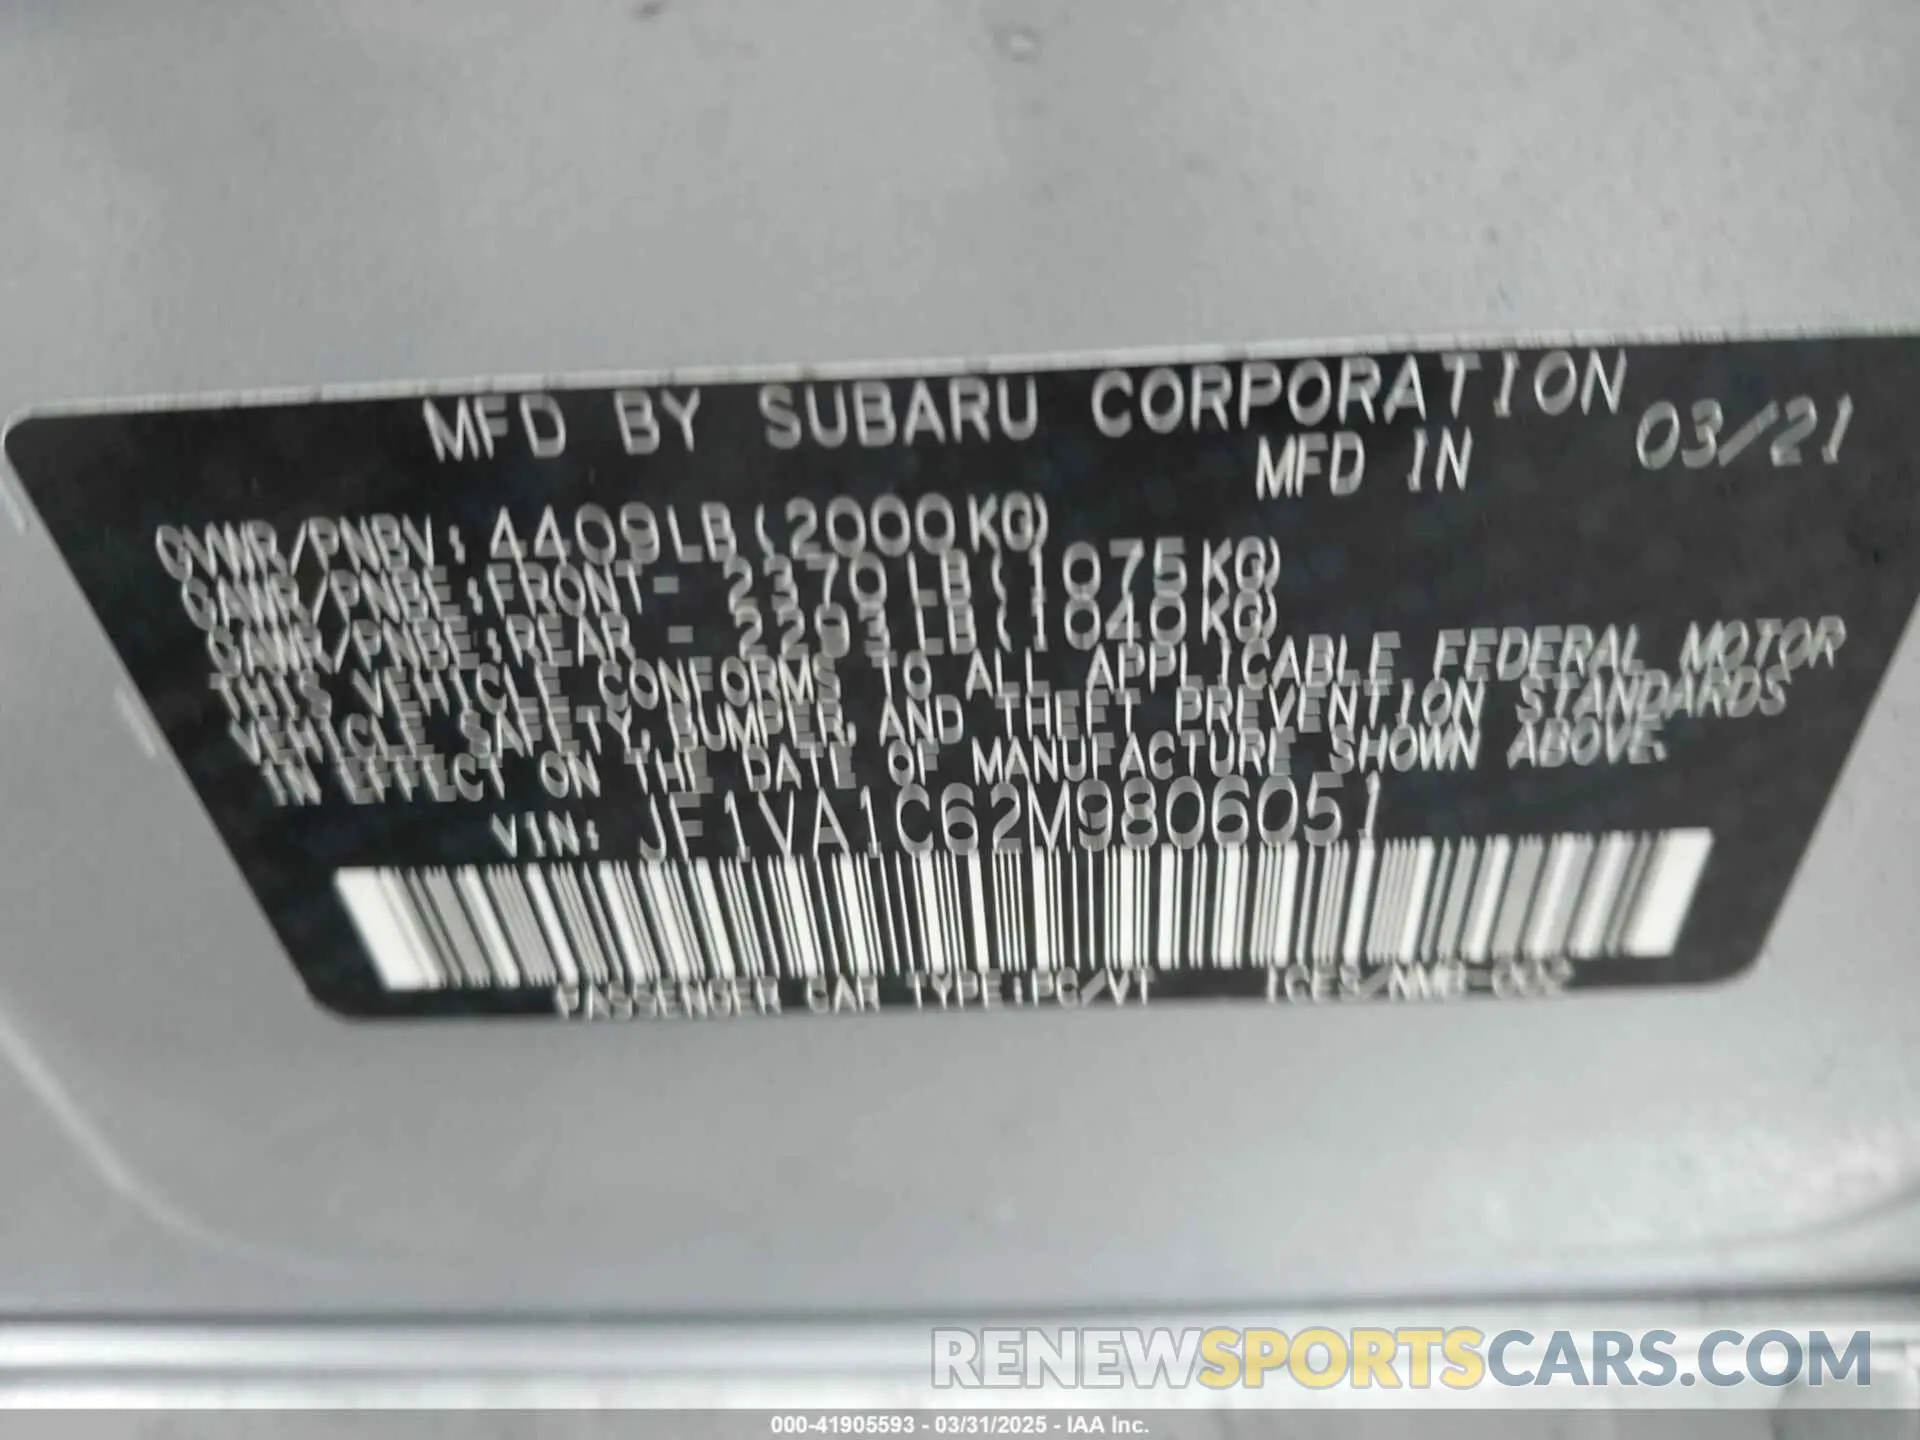 MFD BY SUBARU CORPORATION
MFD IN 03/21
GVWR/PNBV: 4409LB(2000KG)
GAWR/PNBE:FRONT- 2370LB(1075KG)
GAWR/PNBE:REAR - 2293LB(1040KG)
THIS VEHICLE CONFORMS TO ALL APPLICABLE FEDERAL MOTOR
VEHICLE SAFETY, BUMPER, AND THEFT PREVENTION STANDARDS
IN EFFECT ON THE DATE OF MANUFACTURE SHOWN ABOVE.
VIN: JF1VA1C62M9806051
PASSENGER CAR TYPE:PC/VT ICES/NMB-002
RENEWSPORTSCARS.COM
000-41905593 - 03/31/2025 - IAA Inc.